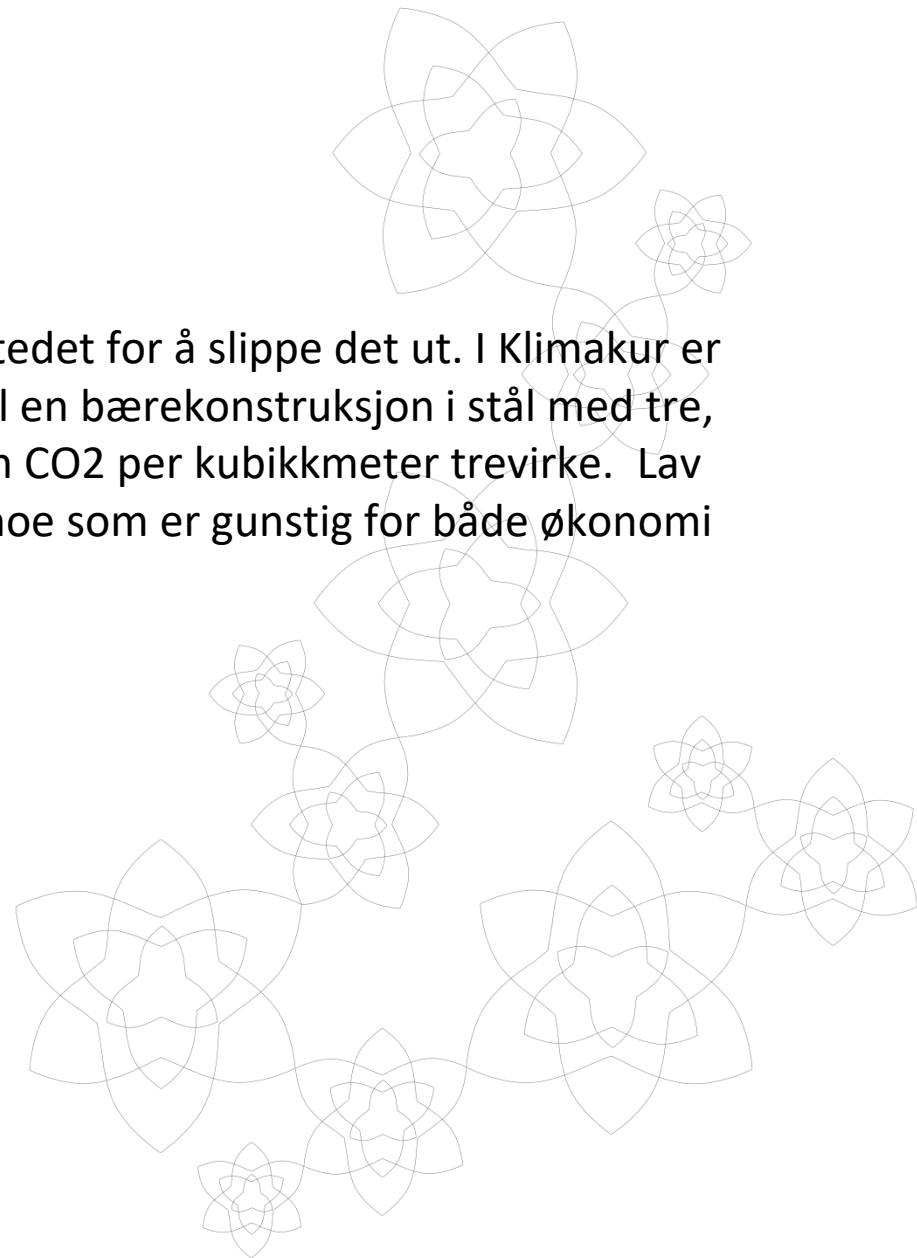 tedet for å slippe det ut. I Klimakur er
l en bærekonstruksjon i stål med tre,
n CO2 per kubikkmeter trevirke.  Lav
noe som er gunstig for både økonomi